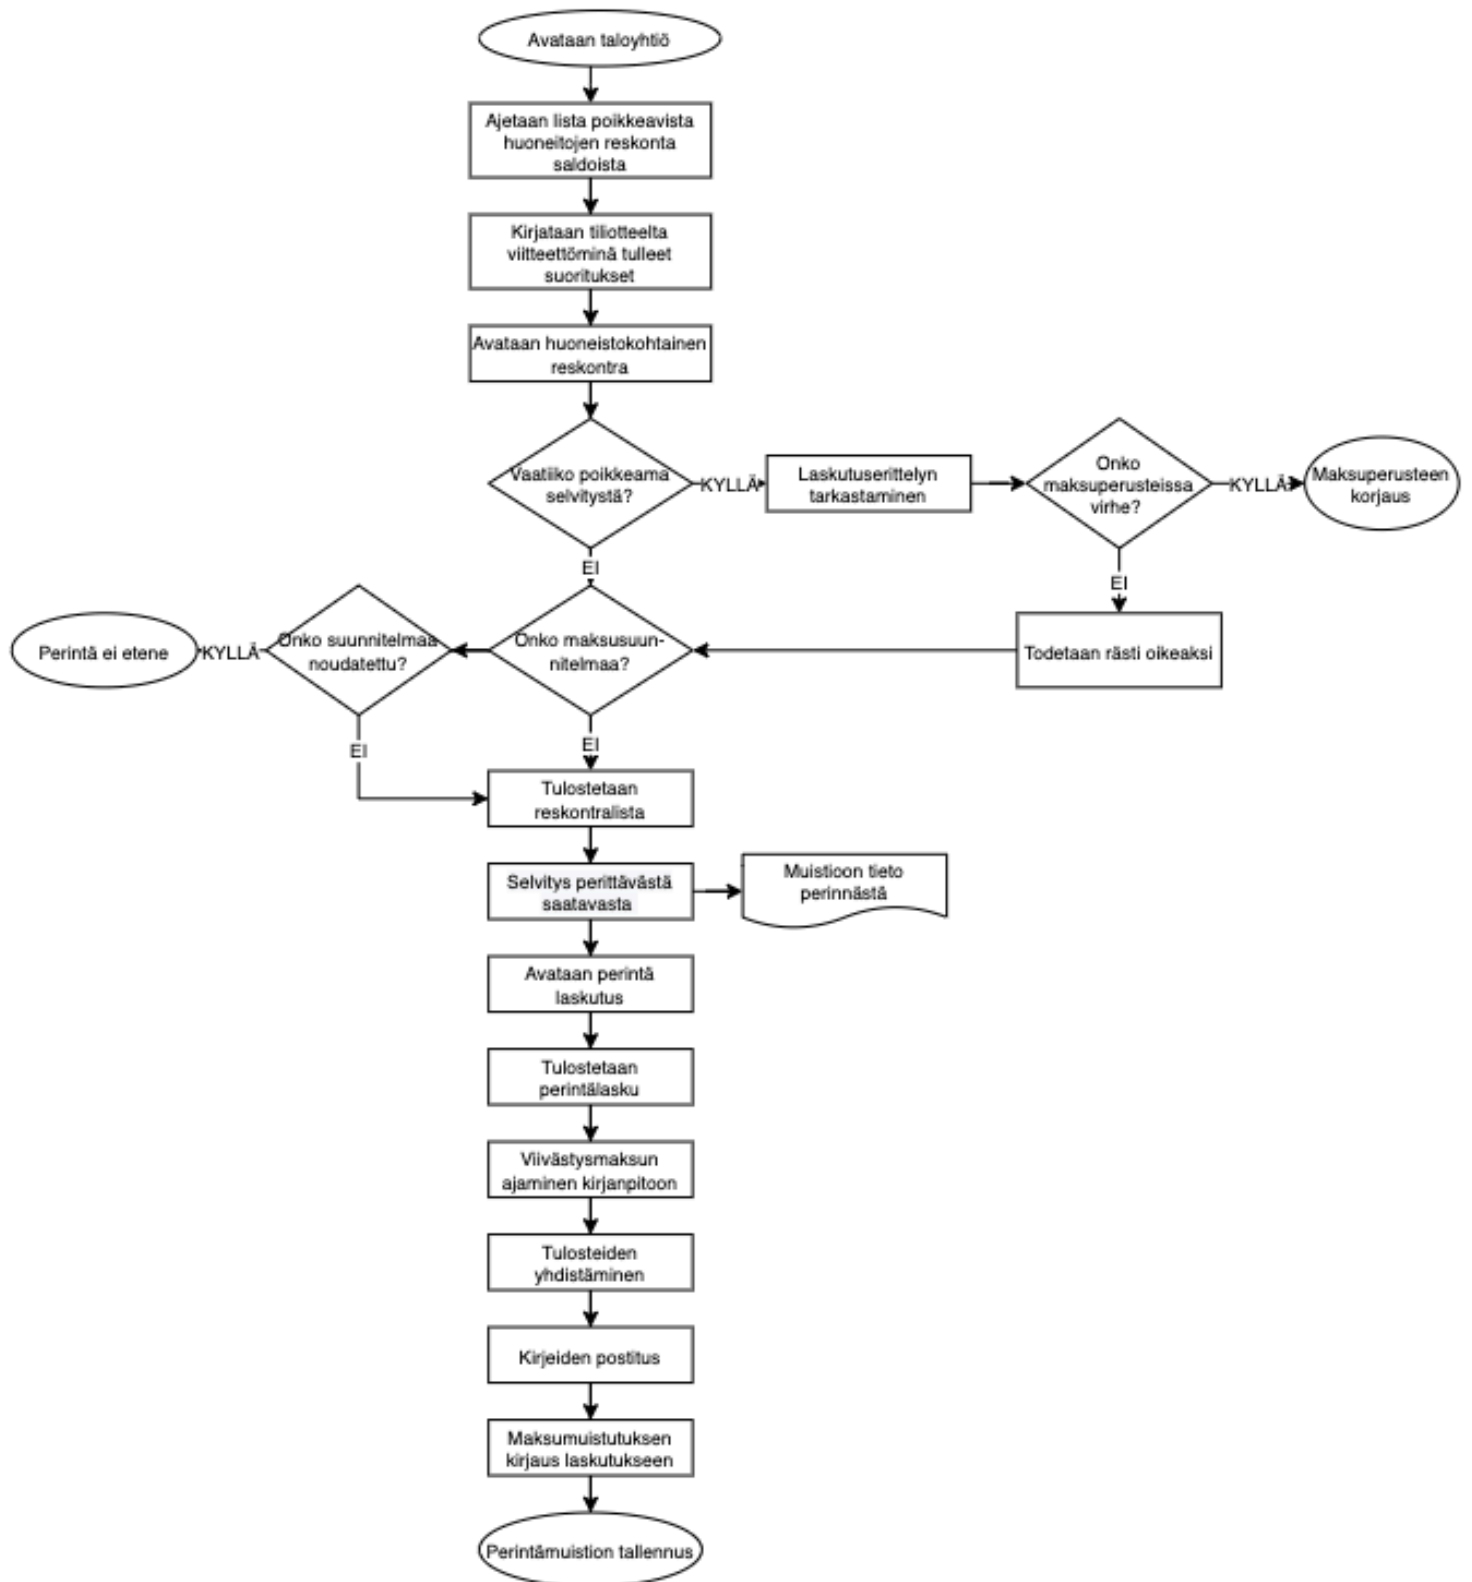 Avataan taloyhtiö
Ajetaan lista poikkeavista
huoneitojen reskonta
saldoista
Kirjataan tiliotteelta
viitteettöminä tulleet
suoritukset
Avataan huoneistokohtainen
reskontra
Vaatiiko poikkeama
selvitystä?
KYLLÄ
Laskutuserittelyn
tarkastaminen
Onko
maksuperusteissa
virhe?
KYLLÄ
Maksuperusteen
korjaus
EI
EI
Perintä ei etene
KYLLÄ
Onko suunnitelmaa
noudatettu?
Onko maksusuun-
nitelmaa?
Todetaan rästi oikeaksi
EI
EI
Tulostetaan
reskontralista
Selvitys perittävästä
saatavasta
Muistioon tieto
perinnästä
Avataan perintä
laskutus
Tulostetaan
perintälasku
Viivästysmaksun
ajaminen kirjanpitoon
Tulosteiden
yhdistäminen
Kirjeiden postitus
Maksumuistutuksen
kirjaus laskutukseen
Perintämuistion tallennus